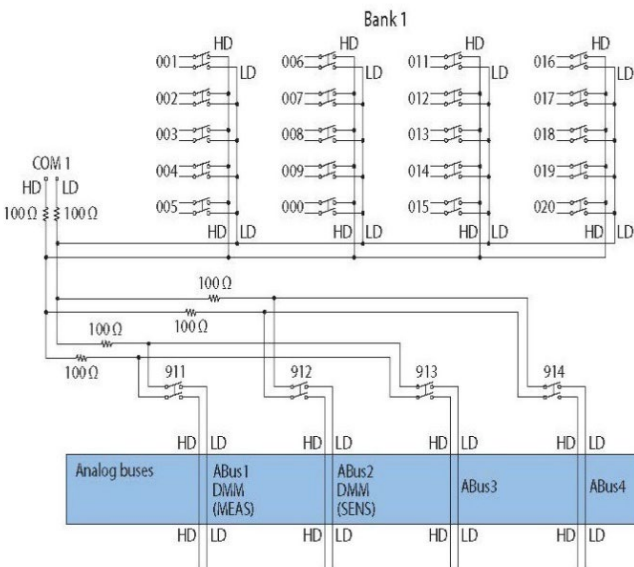 Bank 1
HD HD HD HD
001 006 011 016
LD LD LD LD
002 007 012 017
003 008 013 018
COM 1
004 009 014 019
HD LD
100 Ω 100 Ω
005 000 015 020
HD LD HD LD HD LD HD LD
100 Ω
100 Ω
100 Ω
100 Ω
911 912 913 914
HD LD HD LD HD LD HD LD
Analog buses
ABus1
DMM
(MEAS)
ABus2
DMM
(SENS)
ABus3
ABus4
HD LD HD LD HD LD HD LD